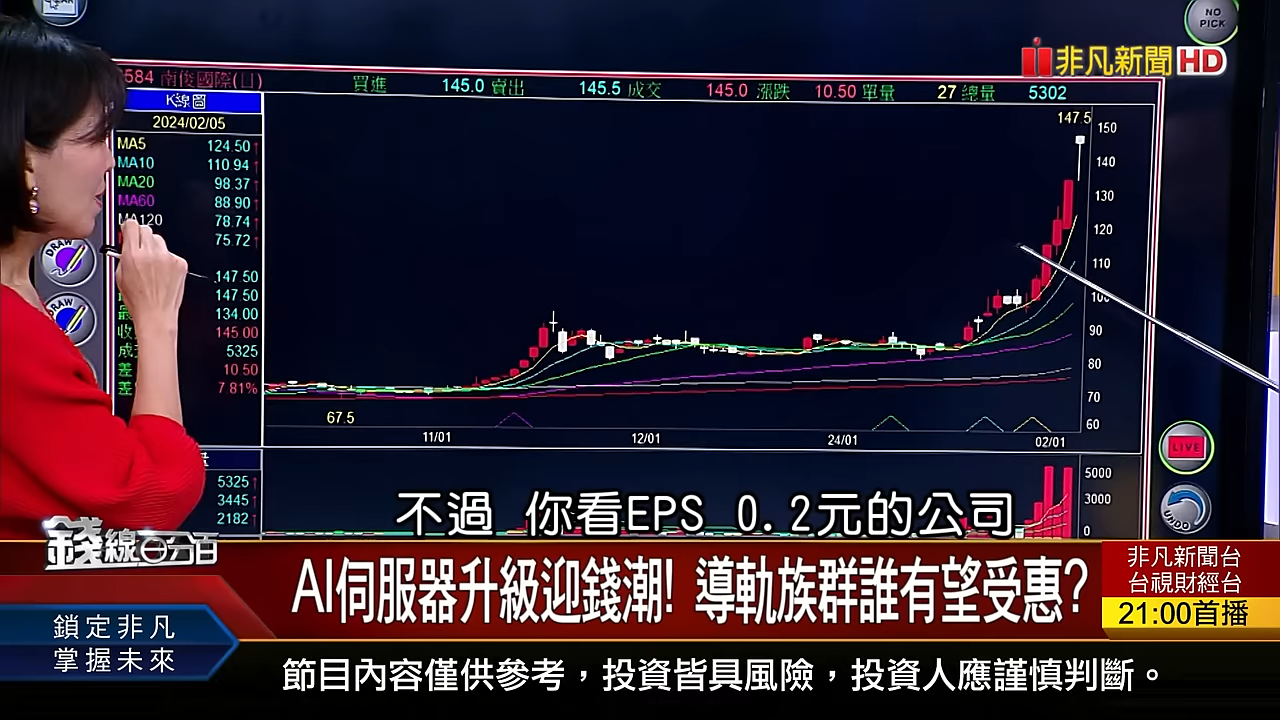 NO
PICK
非凡新聞HD
584 南俊國際(日) 買進 145.0 賣出 145.5 成交 145.0 漲跌 10.50 單量 27 總量 5302
K線圖
2024/02/05
MA5 124.50↑
MA10 110.94↑
MA20 98.37↑
MA60 88.90↑
MA120 78.74↑
75.72↑
147.50
147.50
134.00
收 145.00
成 5325
差 10.50
差 7.81%
DRAW
DRAW
147.5
150
140
130
120
110
100
90
80
70
60
67.5
11/01 12/01 24/01 02/01
量
5325↑
3445↑
2182↑
5000
3000
0
LIVE
UNDO
不過 你看EPS 0.2元的公司
錢線百分百
AI伺服器升級迎錢潮! 導軌族群誰有望受惠?
非凡新聞台
台視財經台
21:00首播
鎖定非凡
掌握未來
節目內容僅供參考，投資皆具風險，投資人應謹慎判斷。